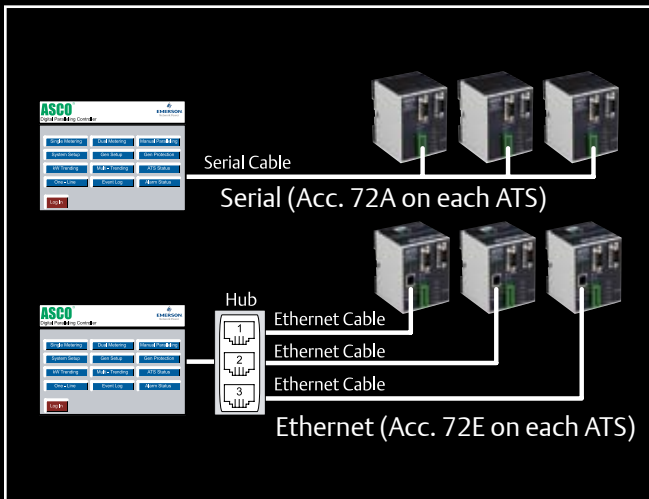 ASCO
EMERSON
Digital Paralleling Controller
Single Metering Dual Metering Manual Paralleling
System Setup Gen Setup Gen Protection
kW Trending Multi - Trending ATS Status
One - Line Event Log Alarm Status
Log In
Serial Cable
Serial (Acc. 72A on each ATS)
ASCO
EMERSON
Digital Paralleling Controller
Single Metering Dual Metering Manual Paralleling
System Setup Gen Setup Gen Protection
kW Trending Multi - Trending ATS Status
One - Line Event Log Alarm Status
Log In
Hub
1
2
3
Ethernet Cable
Ethernet Cable
Ethernet Cable
Ethernet (Acc. 72E on each ATS)